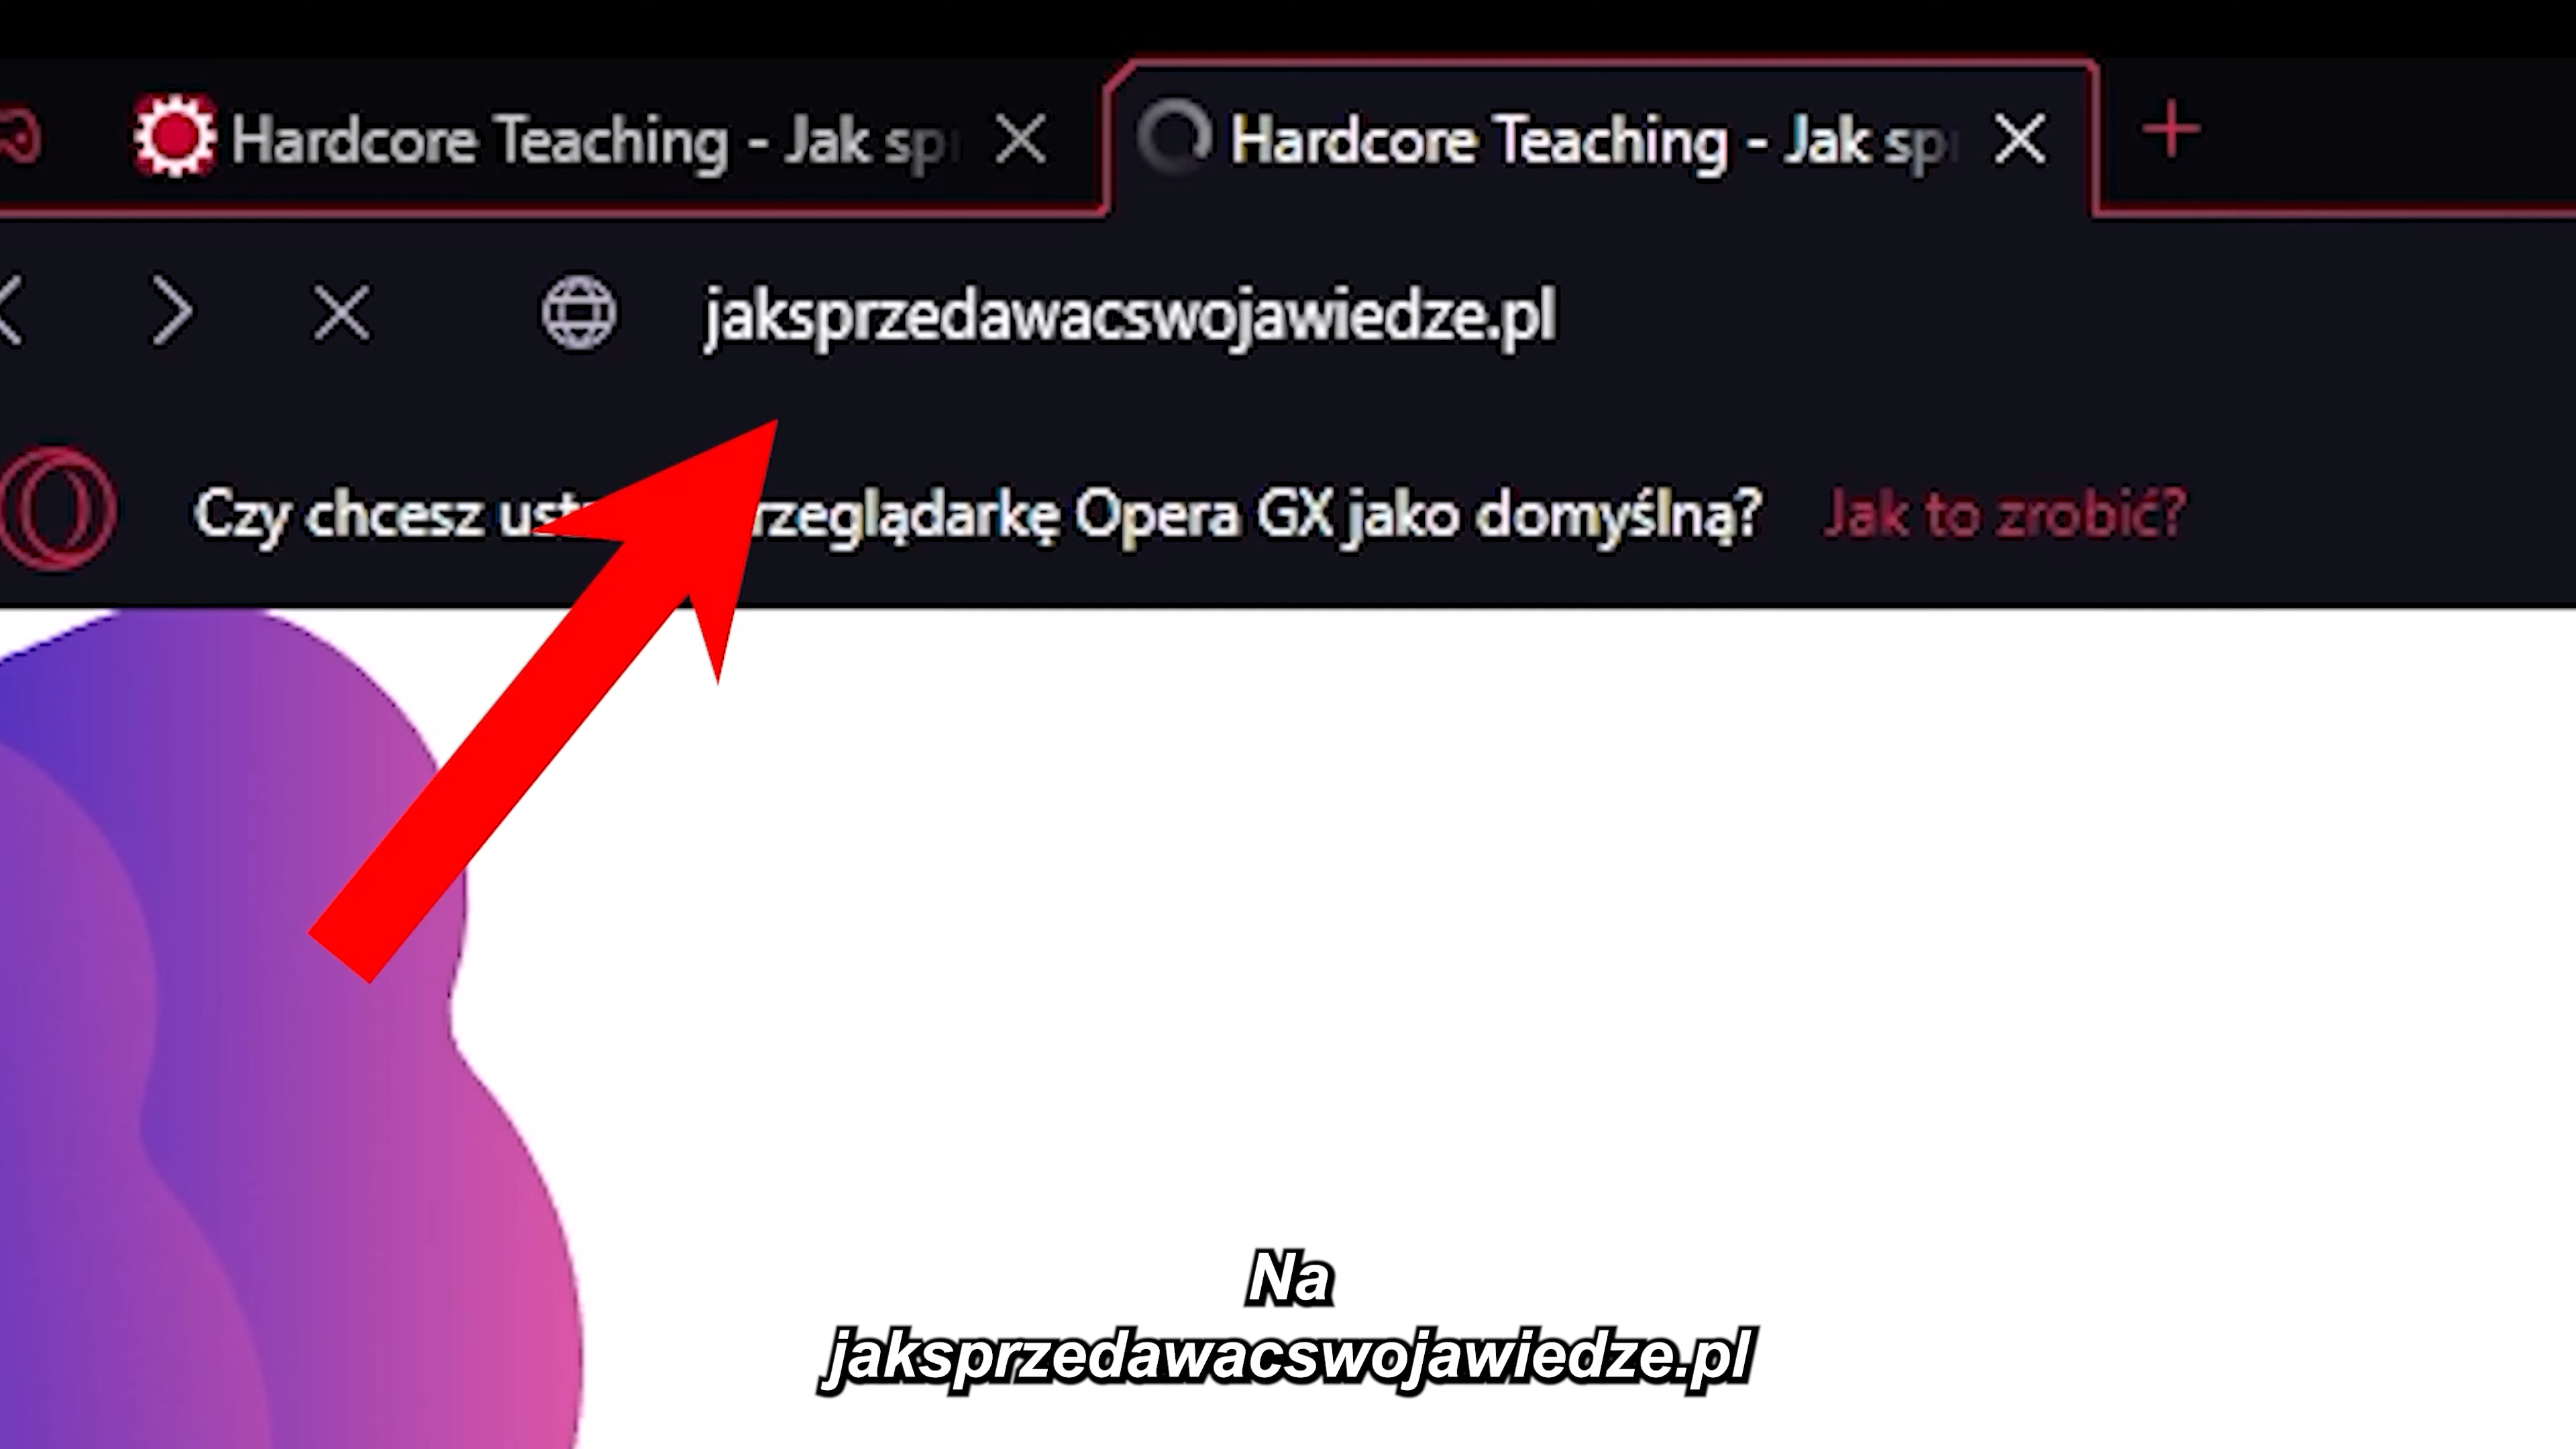 Hardcore Teaching - Jak sp
Hardcore Teaching - Jak sp
jaksprzedawacswojawiedze.pl
Czy chcesz ust rzeglądarkę Opera GX jako domyślną? Jak to zrobić?
Na
jaksprzedawacswojawiedze.pl